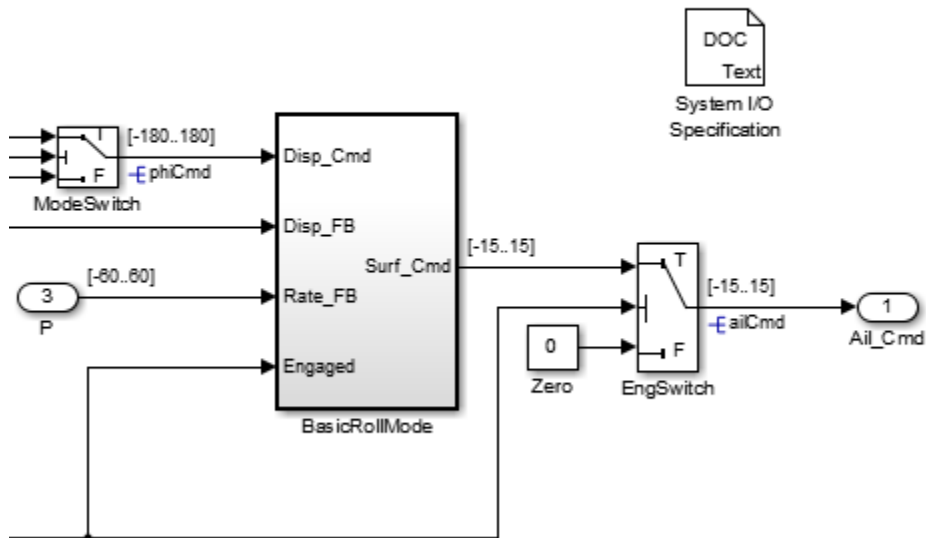 DOC
Text
System I/O
Specification
T
[-180..180]
F
phiCmd
ModeSwitch
Disp_Cmd
Disp_FB
Surf_Cmd
[-15..15]
[-60..60]
3
P
Rate_FB
T
[-15..15]
ailCmd
1
Ail_Cmd
0
Zero
F
EngSwitch
Engaged
BasicRollMode